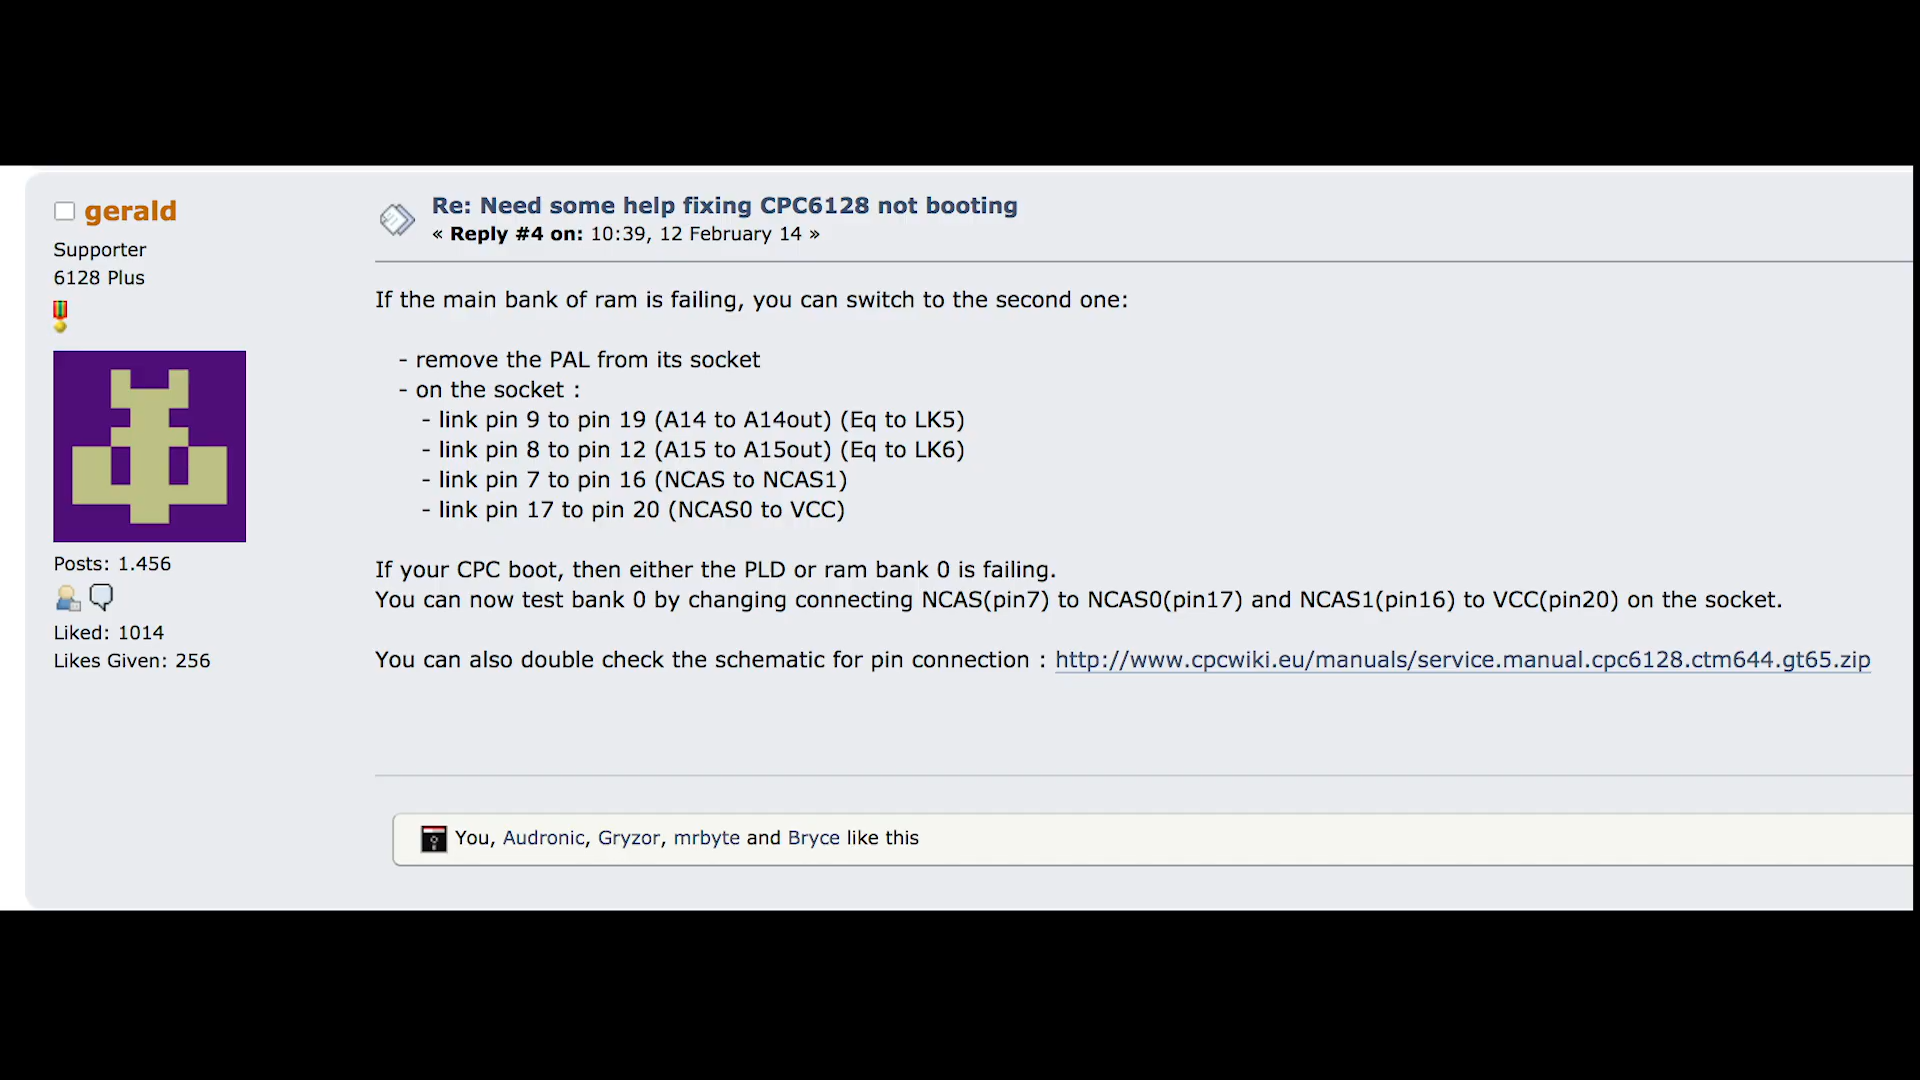 gerald
Supporter
6128 Plus
Posts: 1.456
Liked: 1014
Likes Given: 256
Re: Need some help fixing CPC6128 not booting
« Reply #4 on: 10:39, 12 February 14 »
If the main bank of ram is failing, you can switch to the second one:
- remove the PAL from its socket
- on the socket :
- link pin 9 to pin 19 (A14 to A14out) (Eq to LK5)
- link pin 8 to pin 12 (A15 to A15out) (Eq to LK6)
- link pin 7 to pin 16 (NCAS to NCAS1)
- link pin 17 to pin 20 (NCAS0 to VCC)
If your CPC boot, then either the PLD or ram bank 0 is failing.
You can now test bank 0 by changing connecting NCAS(pin7) to NCAS0(pin17) and NCAS1(pin16) to VCC(pin20) on the socket.
You can also double check the schematic for pin connection : http://www.cpcwiki.eu/manuals/service.manual.cpc6128.ctm644.gt65.zip
You, Audronic, Gryzor, mrbyte and Bryce like this